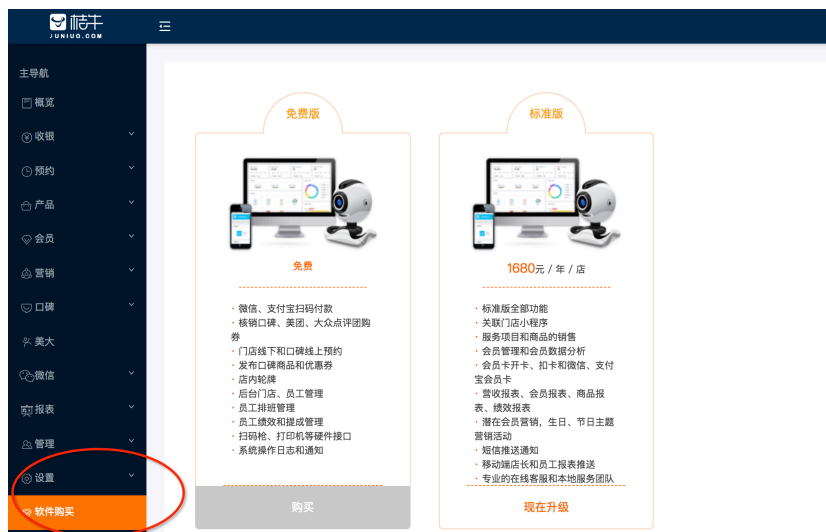 桔牛
JUNIUO.COM
主导航
概览
收银
预约
产品
会员
营销
口碑
美大
微信
报表
管理
设置
软件购买
免费版
免费
· 微信、支付宝扫码付款
· 核销口碑、美团、大众点评团购
券
· 门店线下和口碑线上预约
· 发布口碑商品和优惠券
· 店内轮牌
· 后台门店、员工管理
· 员工排班管理
· 员工绩效和提成管理
· 扫码枪、打印机等硬件接口
· 系统操作日志和通知
购买
标准版
1680元 / 年 / 店
· 标准版全部功能
· 关联门店小程序
· 服务项目和商品的销售
· 会员管理和会员数据分析
· 会员卡开卡、扣卡和微信、支付
宝会员卡
· 营收报表、会员报表、商品报
表、绩效报表
· 潜在会员营销，生日、节日主题
营销活动
· 短信推送通知
· 移动端店长和员工报表推送
· 专业的在线客服和本地服务团队
现在升级